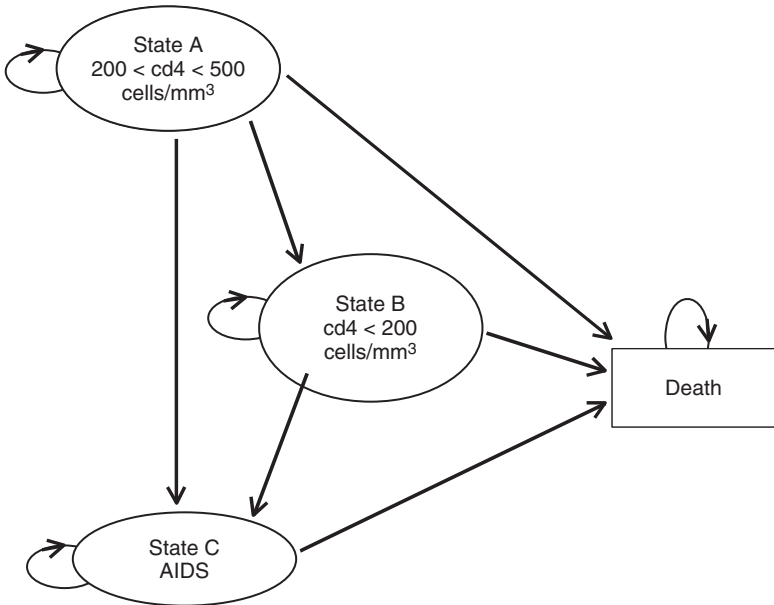 State A
200 < cd4 < 500
cells/mm³
State B
cd4 < 200
cells/mm³
Death
State C
AIDS